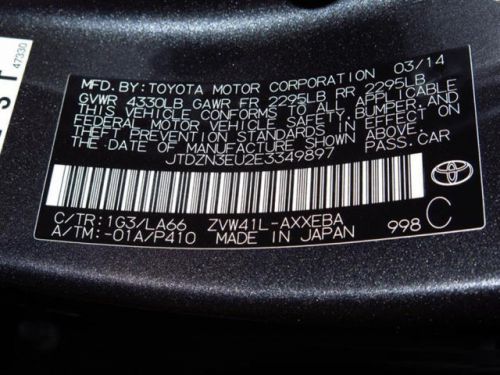 MFD. BY: TOYOTA MOTOR CORPORATION 03/14
GVWR 4330LB GAWR FR 2295LB RR 2295LB
THIS VEHICLE CONFORMS TO ALL APPLICABLE
FEDERAL MOTOR VEHICLE SAFETY, BUMPER, AND
THEFT PREVENTION STANDARDS IN EFFECT ON
THE DATE OF MANUFACTURE SHOWN ABOVE.
JTDZN3EU2E3349897 PASS.CAR
C/TR:1G3/LA66 ZVW41L-AXXEBA
A/TM:-01A/P410 MADE IN JAPAN 998 C
TOYOTA
47330